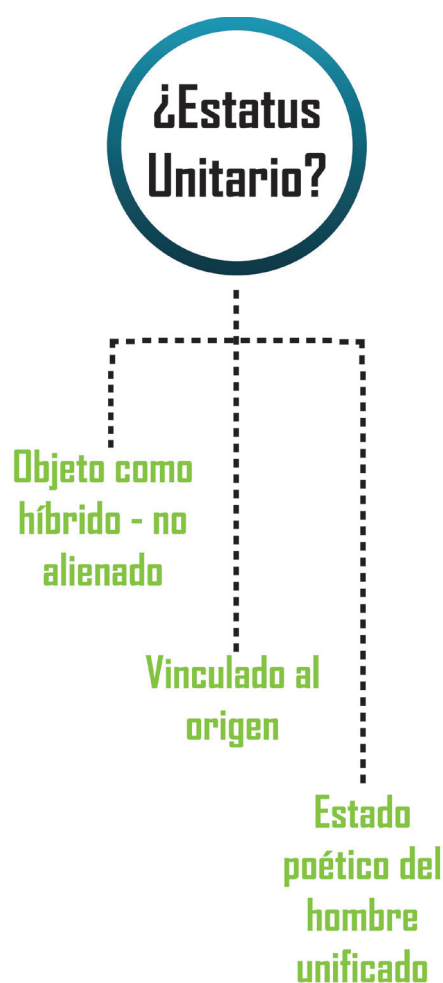 ¿Estatus
Unitario?
Objeto como
híbrido - no
alienado
Vinculado al
origen
Estado
poético del
hombre
unificado